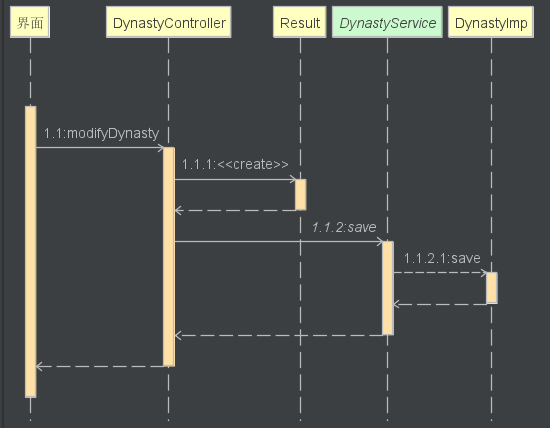 界面
DynastyController
Result
DynastyService
DynastyImp
1.1:modifyDynasty
1.1.1:<<create>>
1.1.2:save
1.1.2.1:save